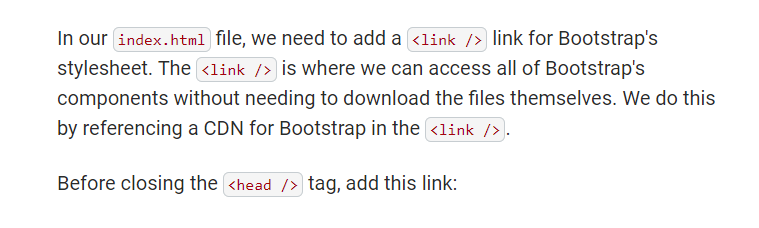 In our index.html file, we need to add a <link /> link for Bootstrap's
stylesheet. The <link /> is where we can access all of Bootstrap's
components without needing to download the files themselves. We do this
by referencing a CDN for Bootstrap in the <link />.
Before closing the <head /> tag, add this link: